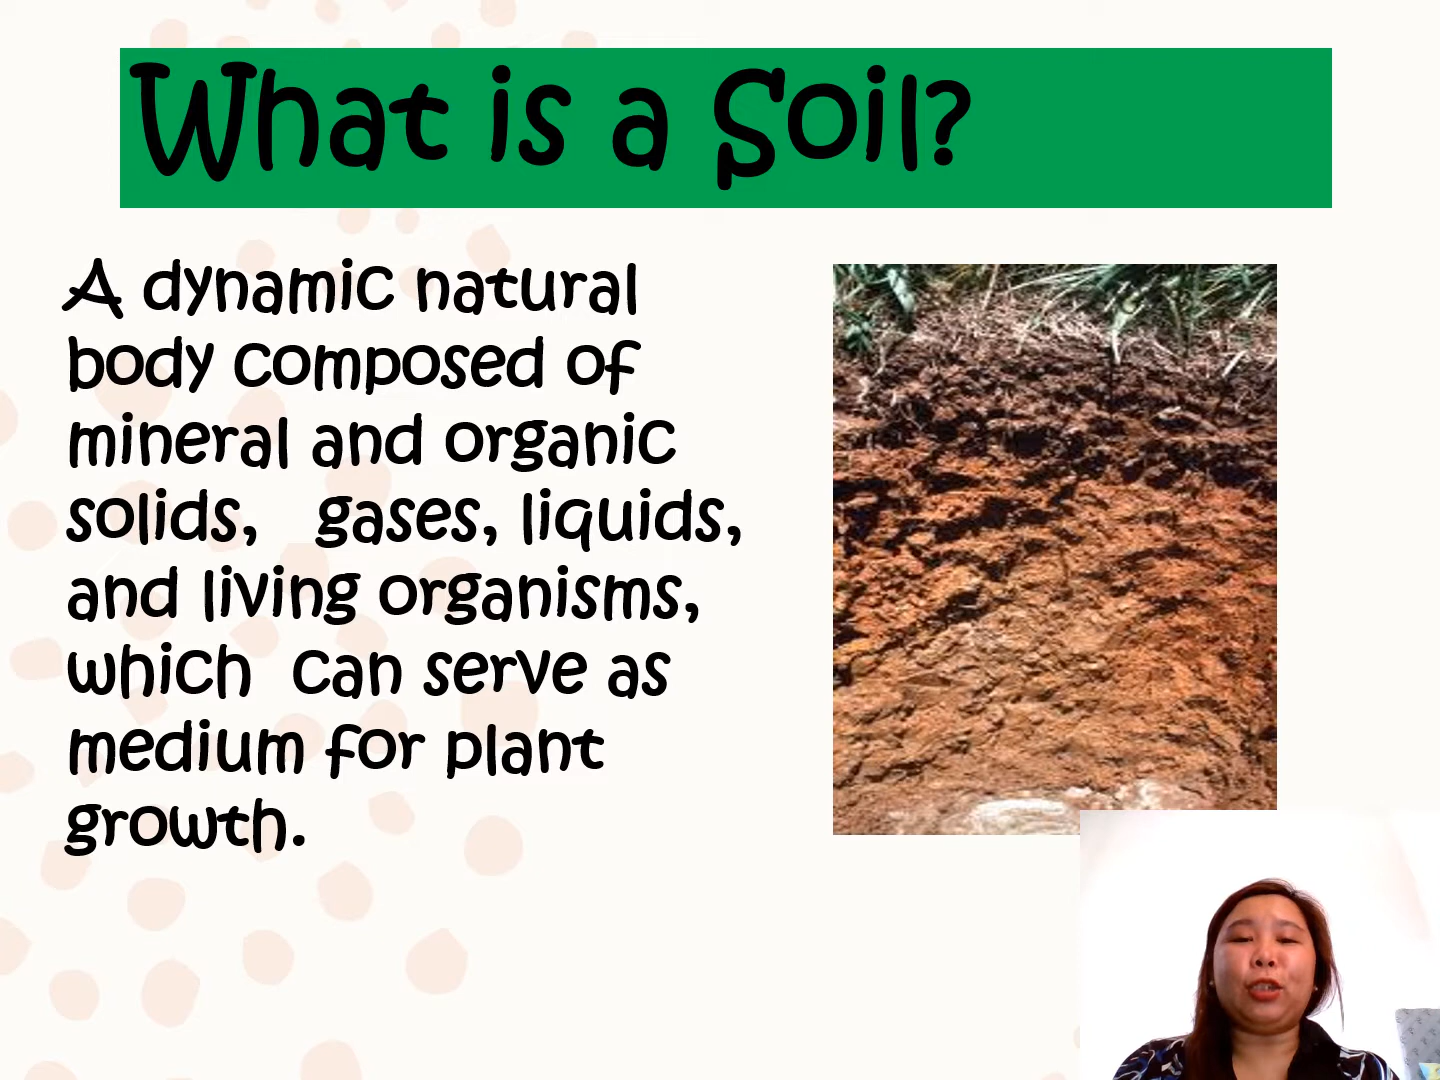 What is a Soil?
A dynamic natural
body composed of
mineral and organic
solids, gases, liquids,
and living organisms,
which can serve as
medium for plant
growth.